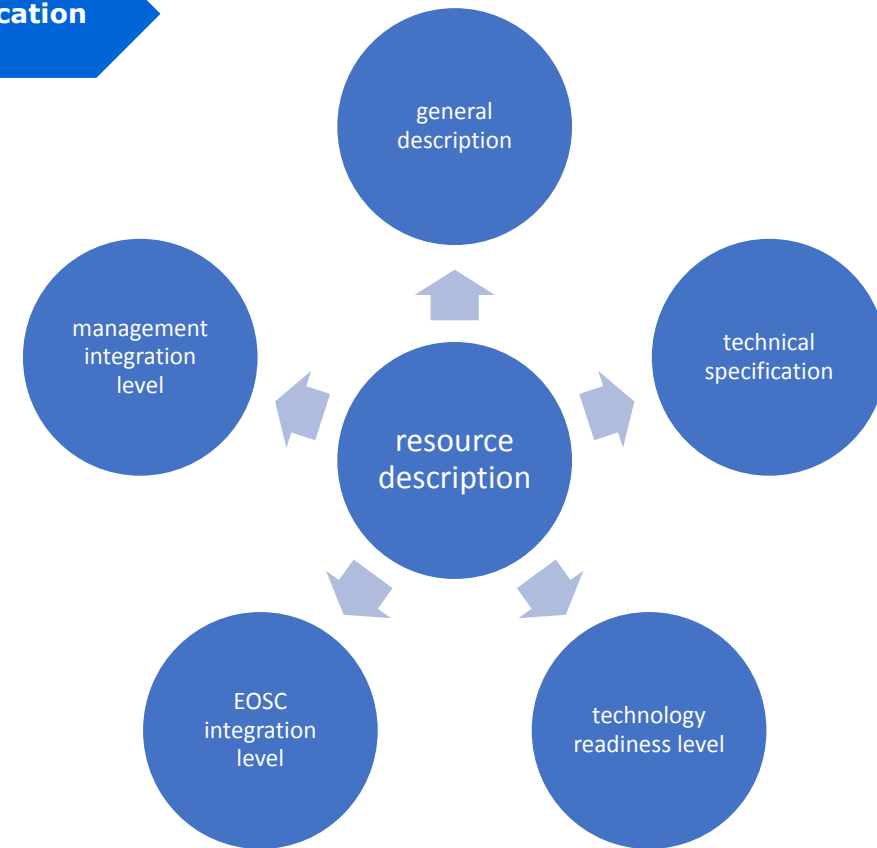 cation
general
description
management
integration
level
technical
specification
resource
description
EOSC
integration
level
technology
readiness level